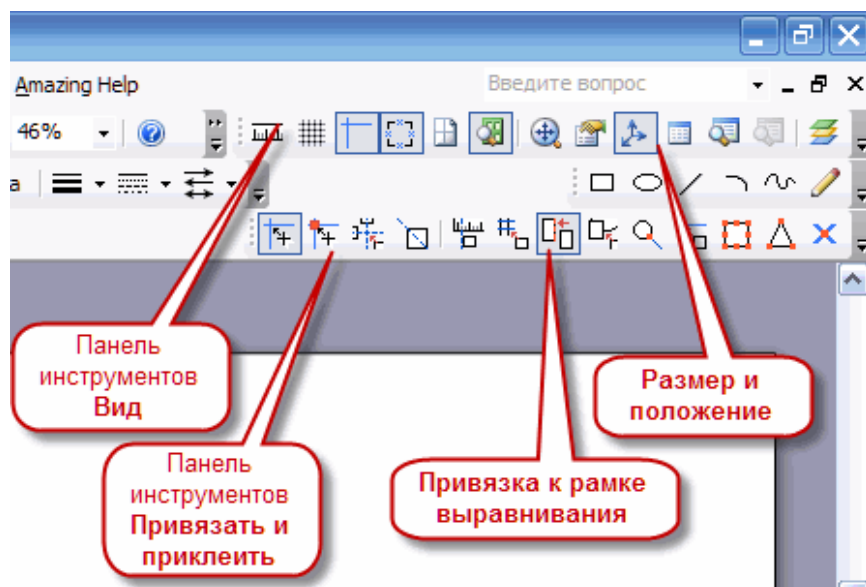 Amazing Help
Введите вопрос
46%
а
Панель
инструментов
Вид
Размер и
положение
Панель
инструментов
Привязать и
приклеить
Привязка к рамке
выравнивания